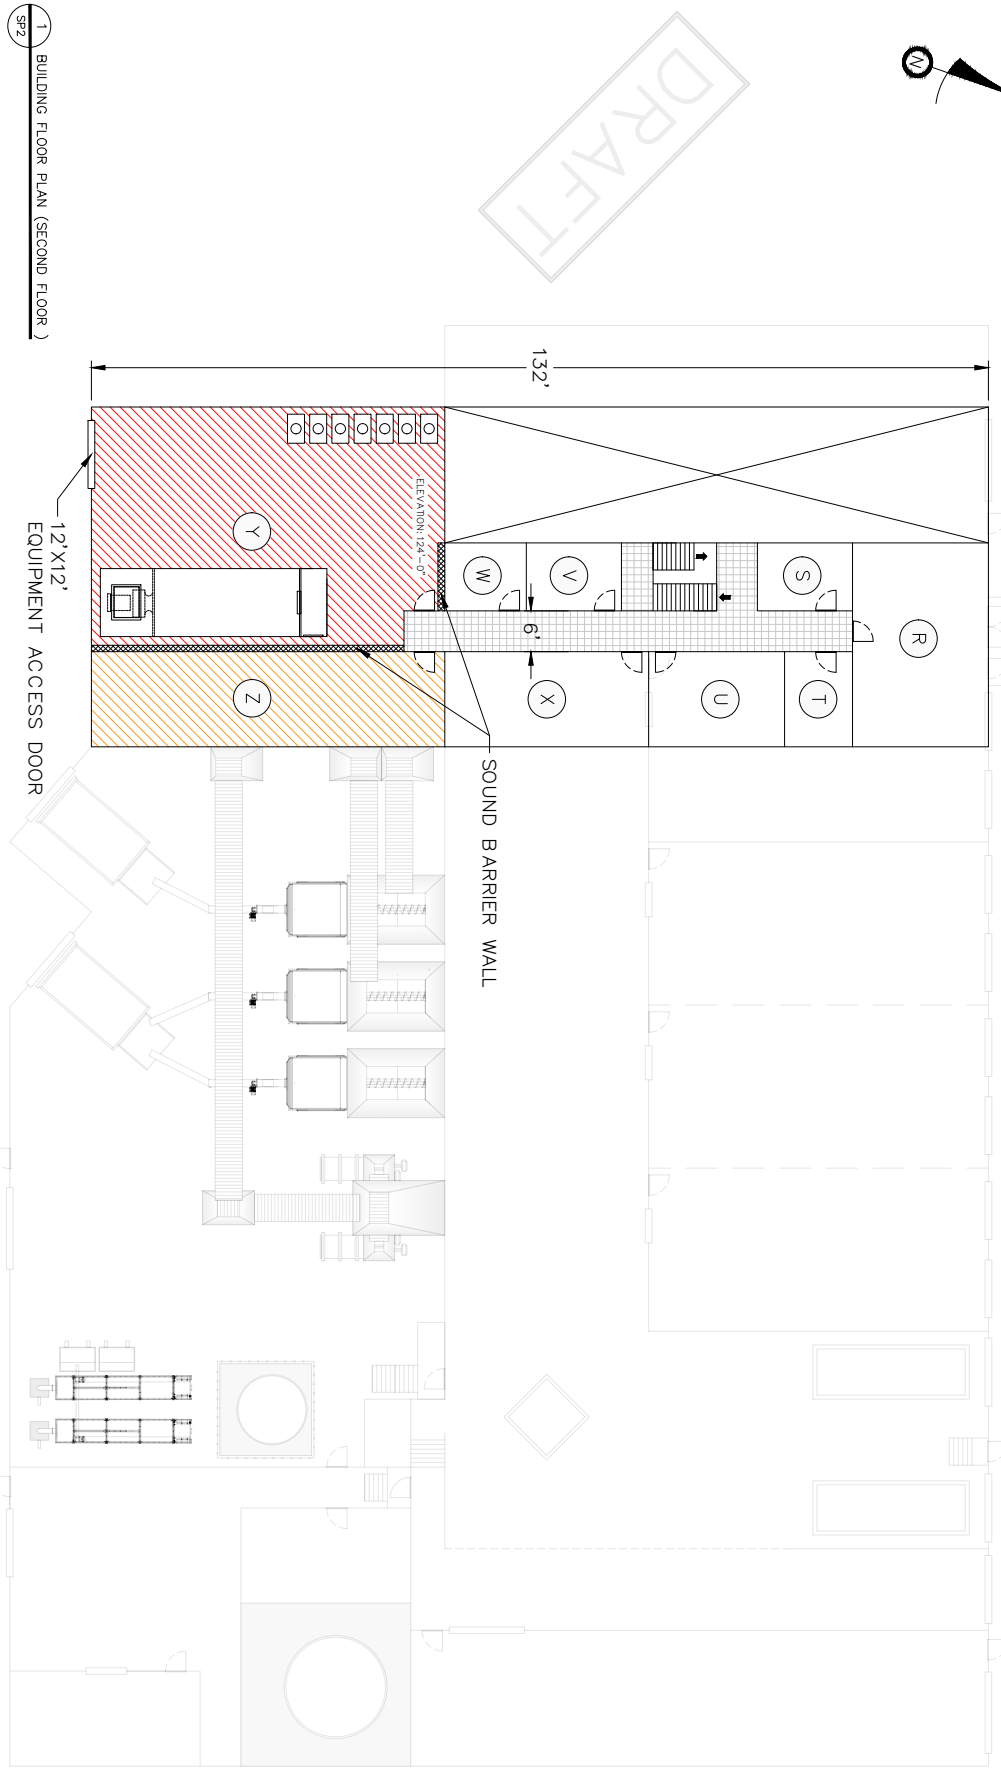 1
SP2
BUILDING FLOOR PLAN (SECOND FLOOR )
N
DRAFT
132'
ELEVATION: 124'-0"
Y
W
V
S
R
6'
Z
X
U
T
12'X12'
EQUIPMENT ACCESS DOOR
SOUND BARRIER WALL